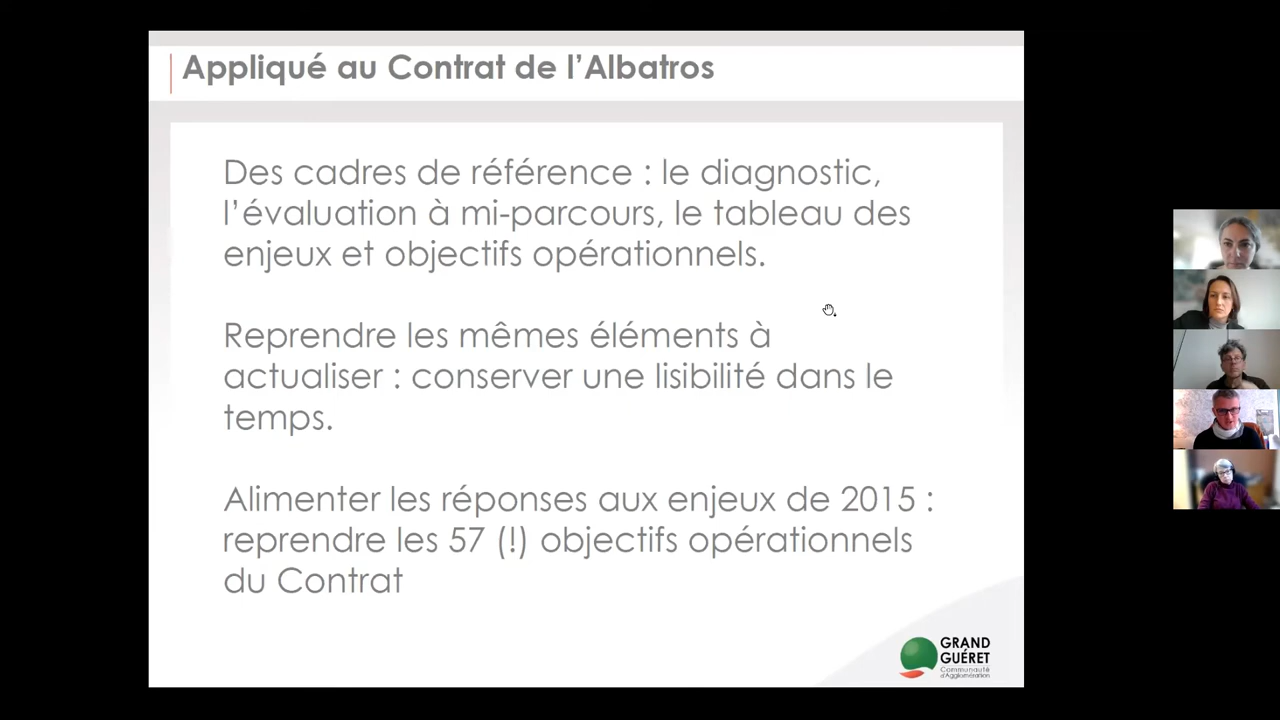 Appliqué au Contrat de l’Albatros
Des cadres de référence : le diagnostic,
l’évaluation à mi-parcours, le tableau des
enjeux et objectifs opérationnels.
Reprendre les mêmes éléments à
actualiser : conserver une lisibilité dans le
temps.
Alimenter les réponses aux enjeux de 2015 :
reprendre les 57 (!) objectifs opérationnels
du Contrat
GRAND
GUÉRET
Communauté
d'Agglomération